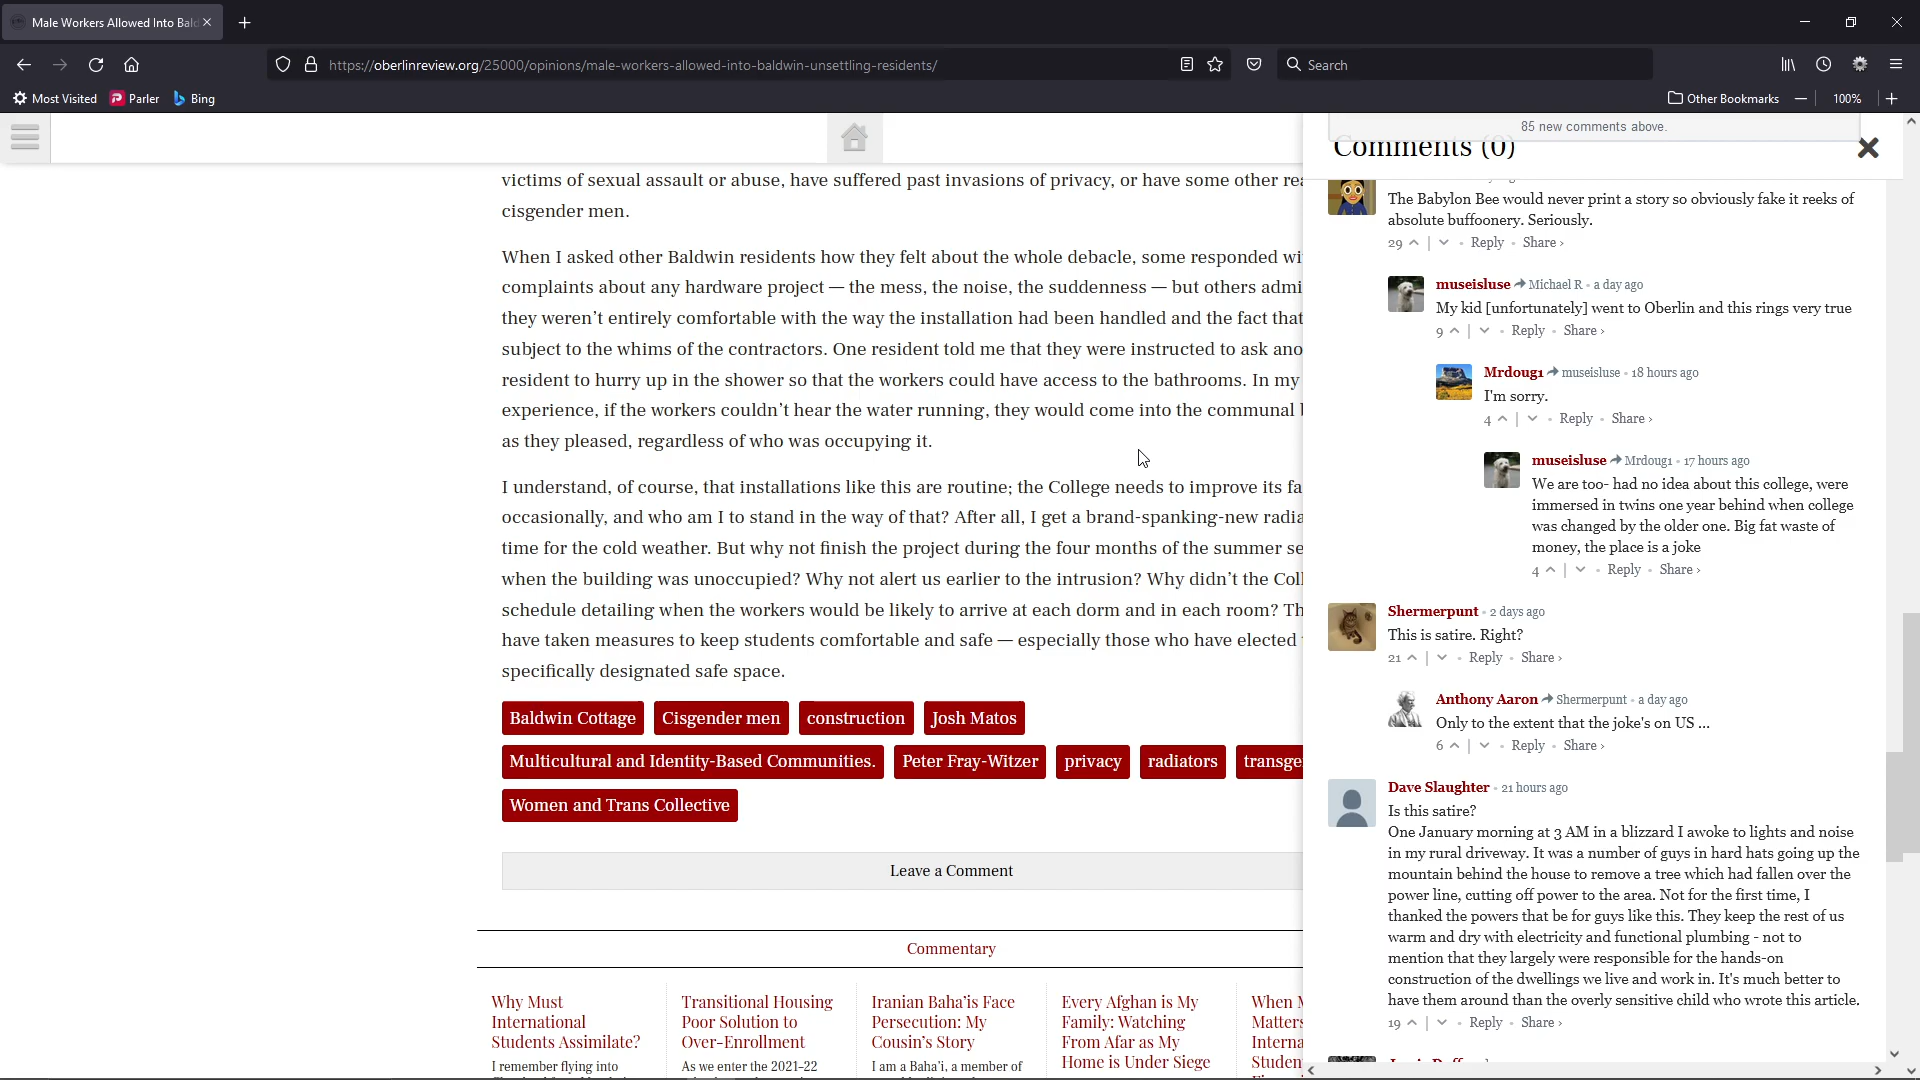 Male Workers Allowed Into Bal
https://oberlinreview.org/25000/opinions/male-workers-allowed-into-baldwin-unsettling-residents/
Search
Most Visited
Parler
Bing
Other Bookmarks
100%
victims of sexual assault or abuse, have suffered past invasions of privacy, or have some other
cisgender men.
When I asked other Baldwin residents how they felt about the whole debacle, some responded
complaints about any hardware project — the mess, the noise, the suddenness — but others
they weren't entirely comfortable with the way the installation had been handled and the fact that
subject to the whims of the contractors. One resident told me that they were instructed to ask
resident to hurry up in the shower so that the workers could have access to the bathrooms. In my
experience, if the workers couldn't hear the water running, they would come into the communal
as they pleased, regardless of who was occupying it.
I understand, of course, that installations like this are routine; the College needs to improve its
occasionally, and who am I to stand in the way of that? After all, I get a brand-spanking-new
time for the cold weather. But why not finish the project during the four months of the summer
when the building was unoccupied? Why not alert us earlier to the intrusion? Why didn't the
schedule detailing when the workers would be likely to arrive at each dorm and in each room?
have taken measures to keep students comfortable and safe — especially those who have elected
specifically designated safe space.
Baldwin Cottage
Cisgender men
construction
Josh Matos
Multicultural and Identity-Based Communities.
Peter Fray-Witzer
privacy
radiators
transge
Women and Trans Collective
Leave a Comment
Commentary
Why Must
International
Students Assimilate?
I remember flying into
Transitional Housing
Poor Solution to
Over-Enrollment
As we enter the 2021-22
Iranian Baha'is Face
Persecution: My
Cousin's Story
I am a Baha'i, a member of
Every Afghan is My
Family: Watching
From Afar as My
Home is Under Siege
When
Matters
Interna
Studen
85 new comments above.
Comments (0)
The Babylon Bee would never print a story so obviously fake it reeks of
absolute buffoonery. Seriously.
29 • Reply • Share ›
museisluse Michael R • a day ago
My kid [unfortunately] went to Oberlin and this rings very true
9 • Reply • Share ›
Mrdoug1 museisluse • 18 hours ago
I'm sorry.
4 • Reply • Share ›
museisluse Mrdoug1 • 17 hours ago
We are too- had no idea about this college, were
immersed in twins one year behind when college
was changed by the older one. Big fat waste of
money, the place is a joke
4 • Reply • Share ›
Shermerpunt • 2 days ago
This is satire. Right?
21 • Reply • Share ›
Anthony Aaron Shermerpunt • a day ago
Only to the extent that the joke's on US ...
6 • Reply • Share ›
Dave Slaughter • 21 hours ago
Is this satire?
One January morning at 3 AM in a blizzard I awoke to lights and noise
in my rural driveway. It was a number of guys in hard hats going up the
mountain behind the house to remove a tree which had fallen over the
power line, cutting off power to the area. Not for the first time, I
thanked the powers that be for guys like this. They keep the rest of us
warm and dry with electricity and functional plumbing - not to
mention that they largely were responsible for the hands-on
construction of the dwellings we live and work in. It's much better to
have them around than the overly sensitive child who wrote this article.
19 • Reply • Share ›